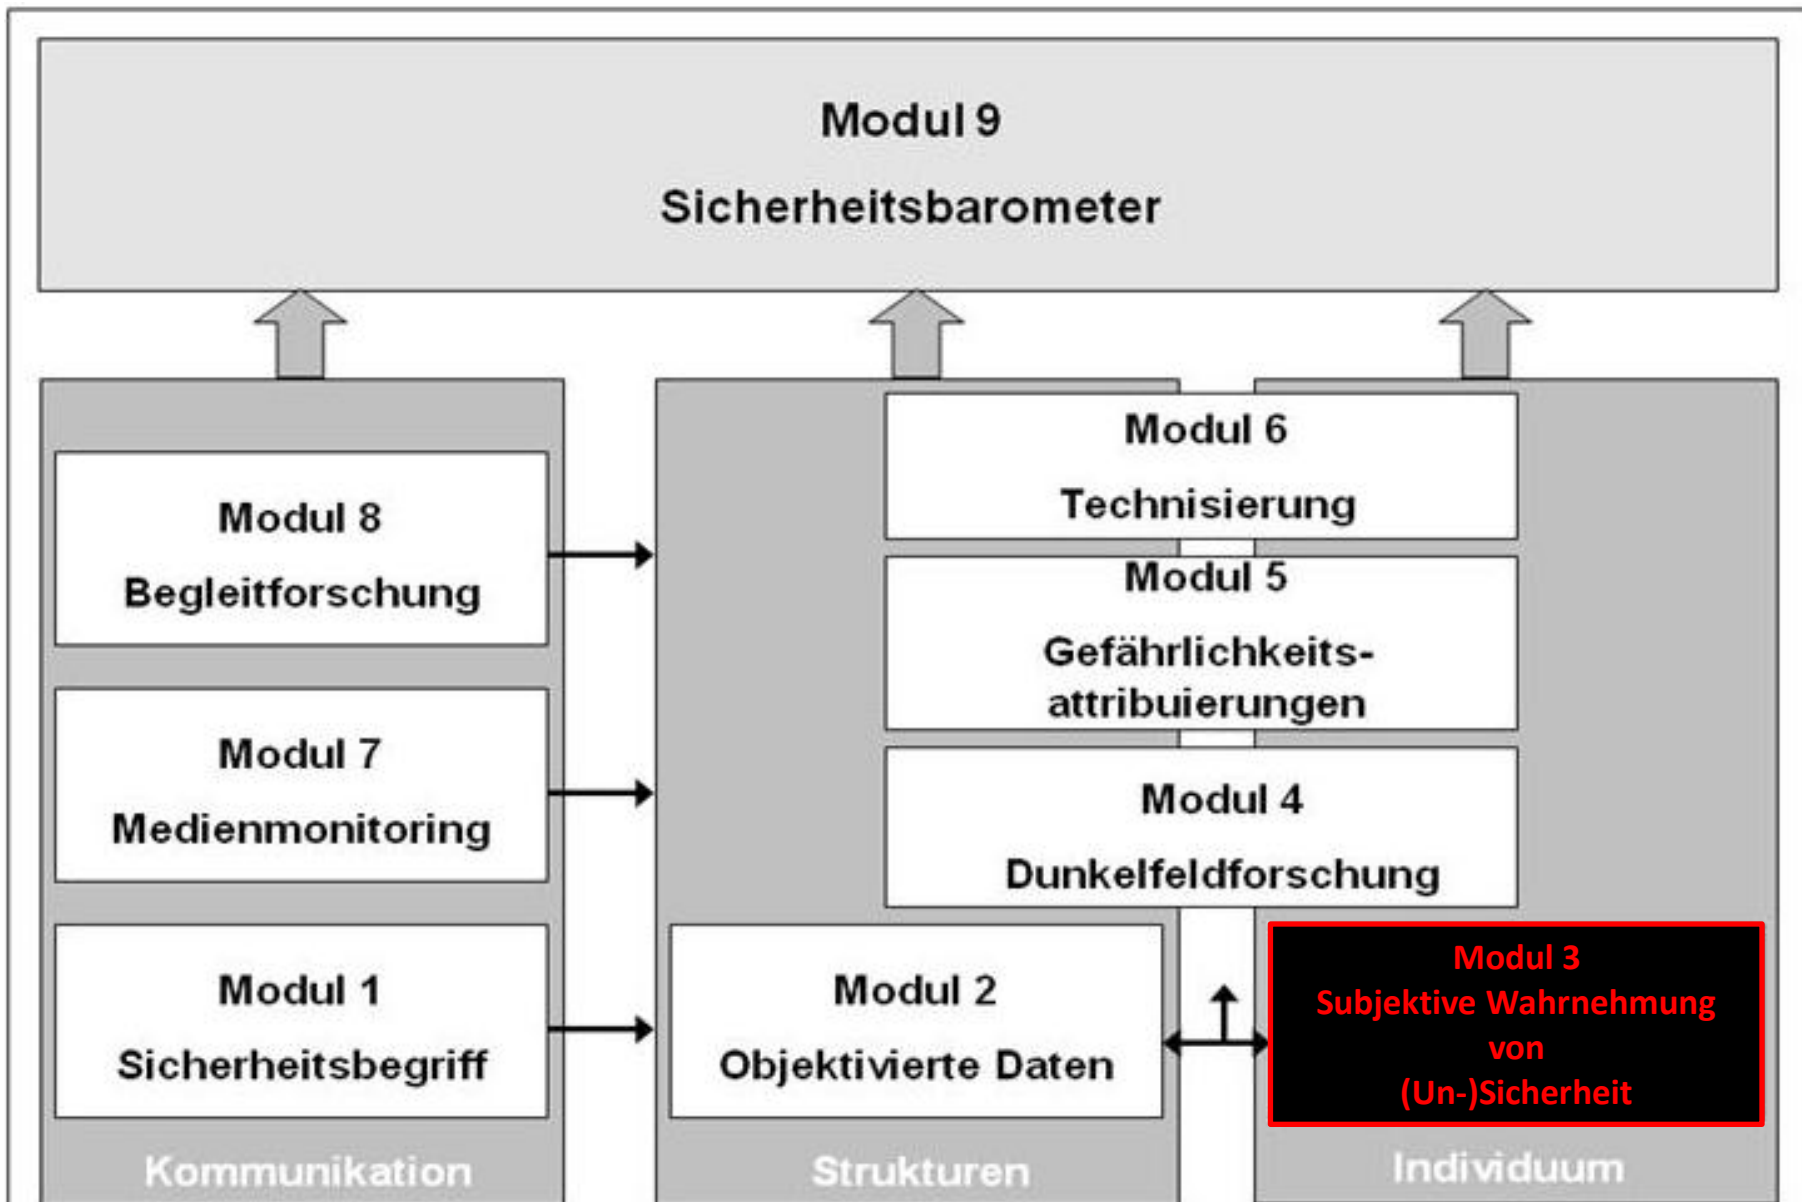 Modul 9
Sicherheitsbarometer
Modul 8
Begleitforschung
Modul 7
Medienmonitoring
Modul 1
Sicherheitsbegriff
Kommunikation
Modul 6
Technisierung
Modul 5
Gefährlichkeits-
attribuierungen
Modul 4
Dunkelfeldforschung
Modul 2
Objektivierte Daten
Strukturen
Modul 3
Subjektive Wahrnehmung
von
(Un-)Sicherheit
Individuum